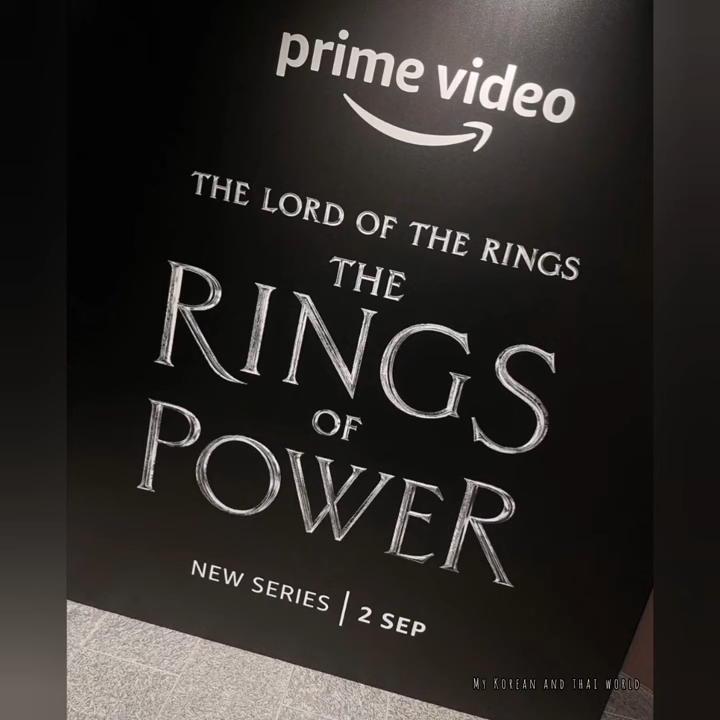 prime video
THE LORD OF THE RINGS
THE
RINGS
OF
POWER
NEW SERIES | 2 SEP
MY KOREAN AND THAI WORLD